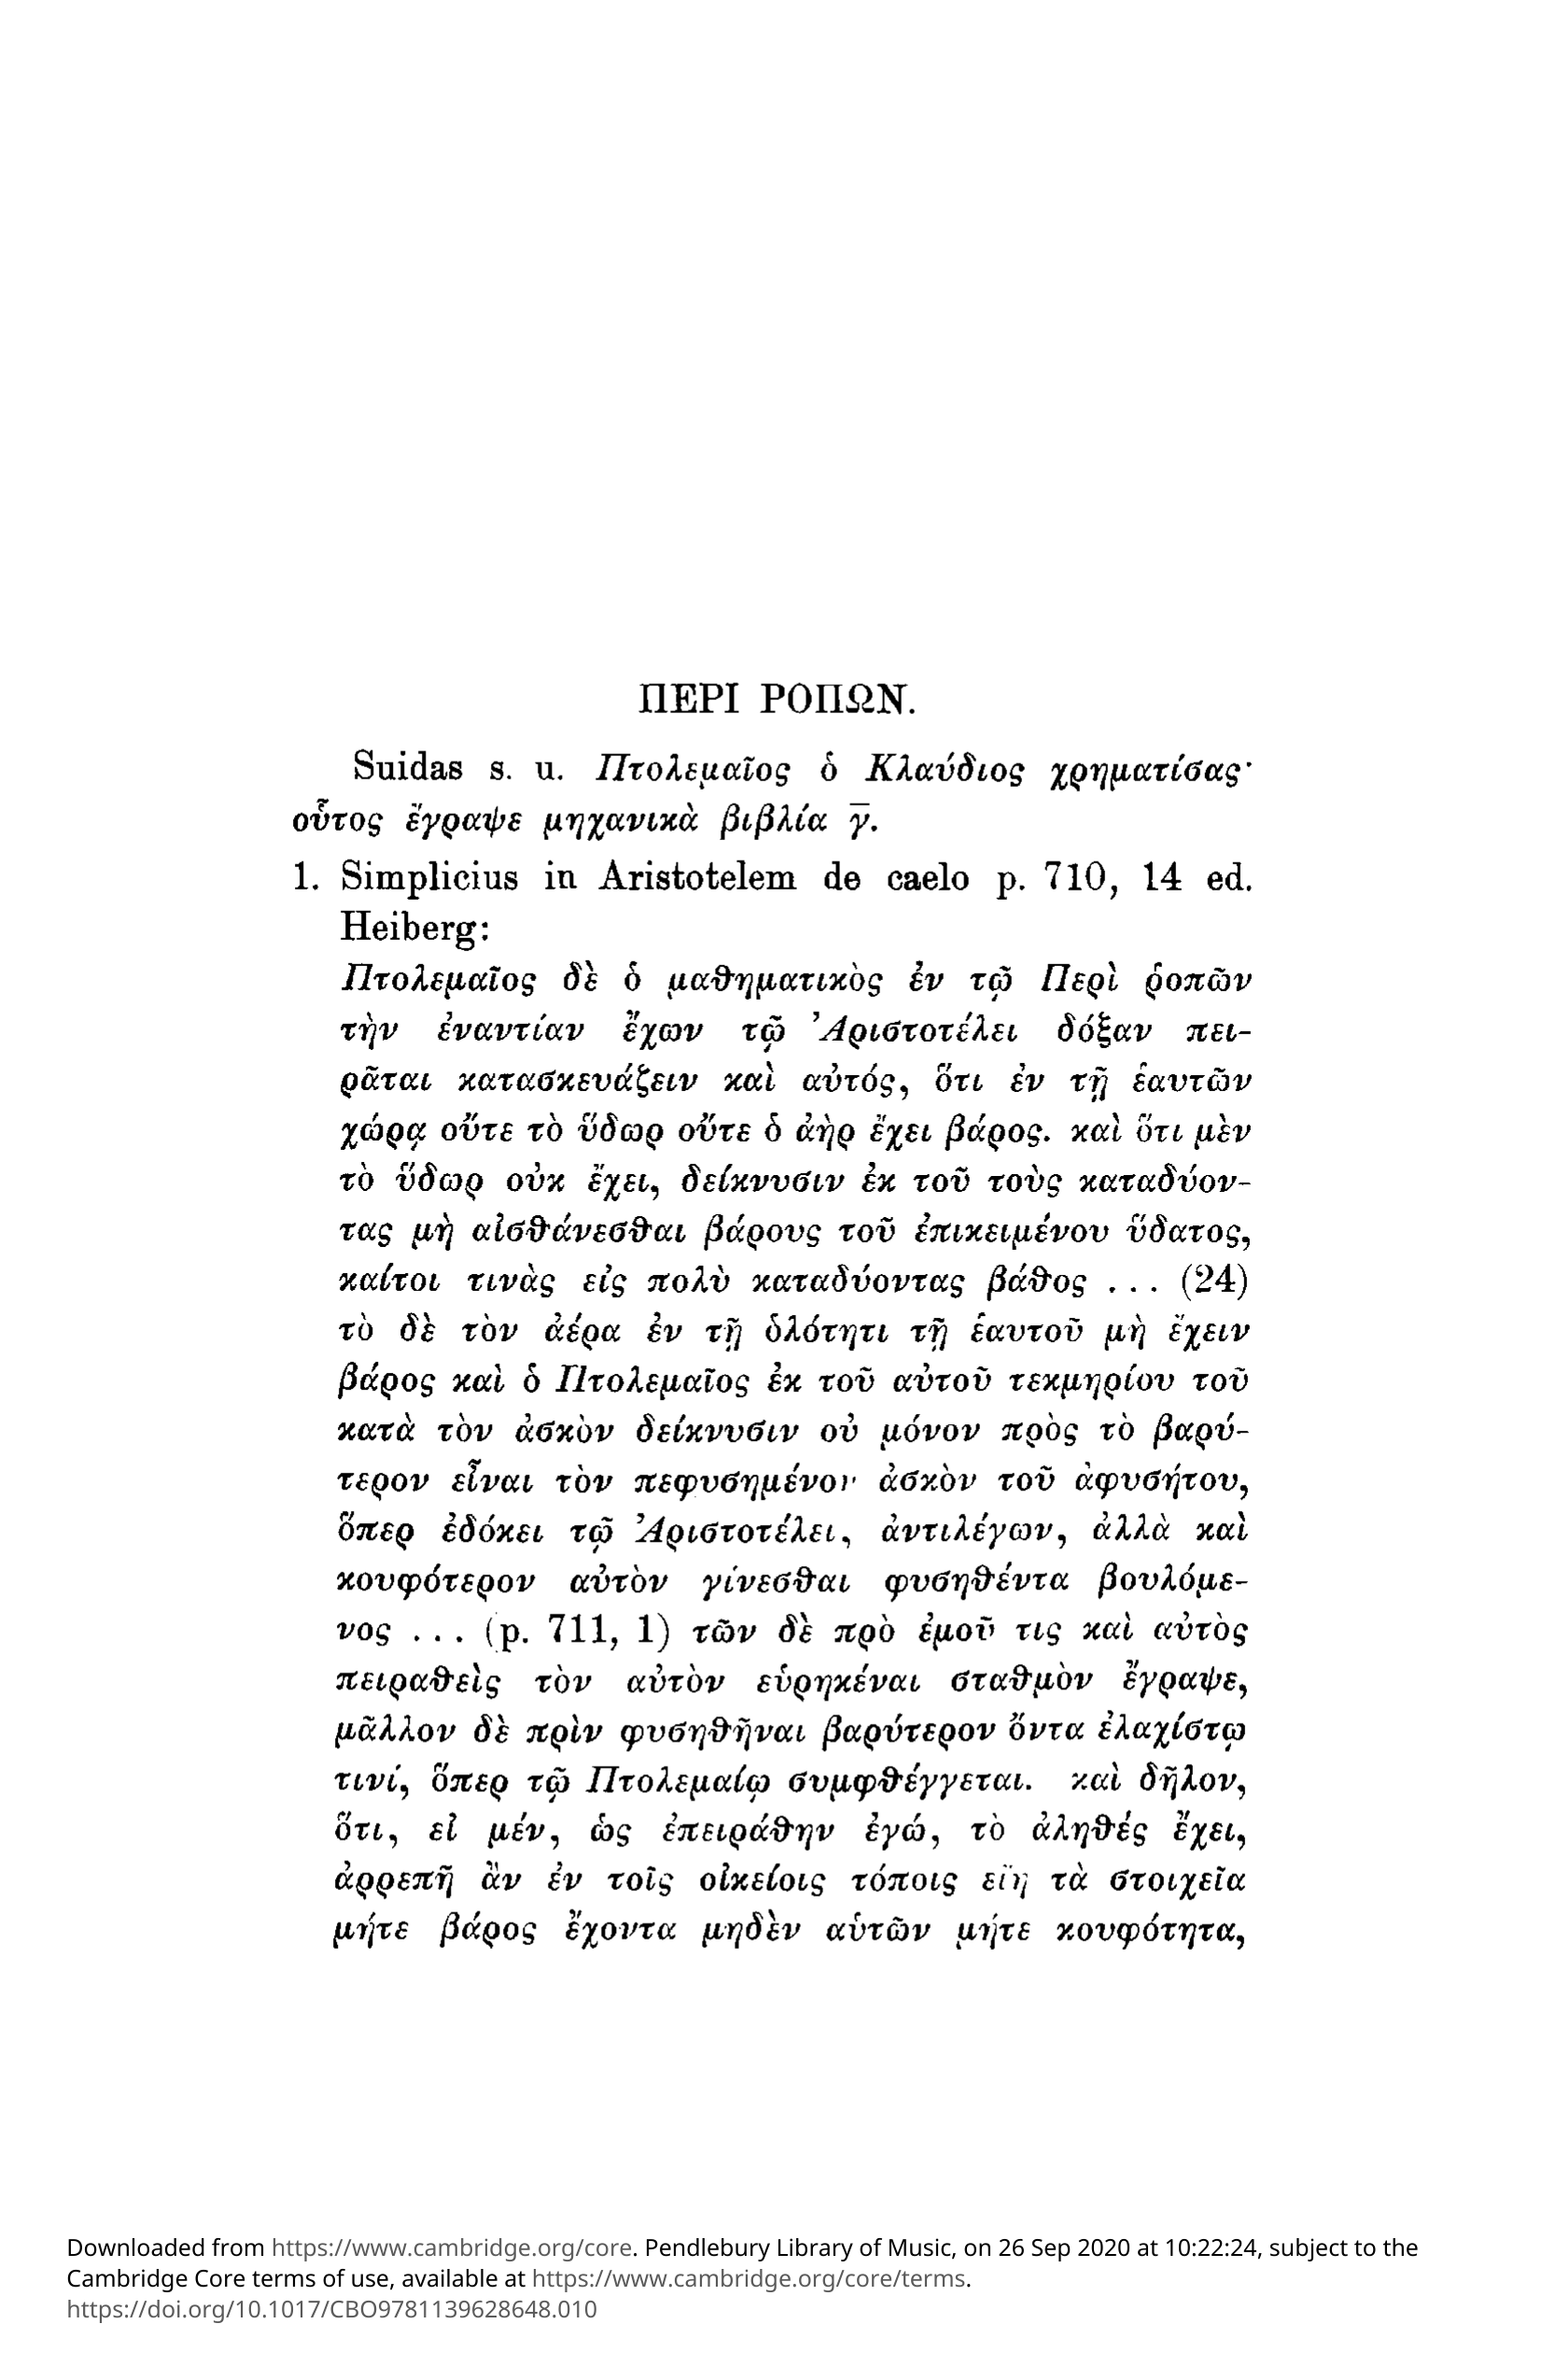 ΠΕΡΙ ΡΟΠΩΝ.
Suidas s. u. Πτολεμαῖος ὁ Κλαύδιος χρηματίσας·
οὗτος ἔγραψε μηχανικὰ βιβλία γ̅.
1. Simplicius in Aristotelem de caelo p. 710, 14 ed.
Heiberg:
Πτολεμαῖος δὲ ὁ μαθηματικὸς ἐν τῷ Περὶ ῥοπῶν
τὴν ἐναντίαν ἔχων τῷ Ἀριστοτέλει δόξαν πει-
ρᾶται κατασκευάζειν καὶ αὐτός, ὅτι ἐν τῇ ἑαυτῶν
χώρᾳ οὔτε τὸ ὕδωρ οὔτε ὁ ἀὴρ ἔχει βάρος. καὶ ὅτι μὲν
τὸ ὕδωρ οὐκ ἔχει, δείκνυσιν ἐκ τοῦ τοὺς καταδύον-
τας μὴ αἰσθάνεσθαι βάρους τοῦ ἐπικειμένου ὕδατος,
καίτοι τινὰς εἰς πολὺ καταδύοντας βάθος ... (24)
τὸ δὲ τὸν ἀέρα ἐν τῇ ὁλότητι τῇ ἑαυτοῦ μὴ ἔχειν
βάρος καὶ ὁ Πτολεμαῖος ἐκ τοῦ αὐτοῦ τεκμηρίου τοῦ
κατὰ τὸν ἀσκὸν δείκνυσιν οὐ μόνον πρὸς τὸ βαρύ-
τερον εἶναι τὸν πεφυσημένον ἀσκὸν τοῦ ἀφυσήτου,
ὅπερ ἐδόκει τῷ Ἀριστοτέλει, ἀντιλέγων, ἀλλὰ καὶ
κουφότερον αὐτὸν γίνεσθαι φυσηθέντα βουλόμε-
νος ... (p. 711, 1) τῶν δὲ πρὸ ἐμοῦ τις καὶ αὐτὸς
πειραθεὶς τὸν αὐτὸν εὑρηκέναι σταθμὸν ἔγραψε,
μᾶλλον δὲ πρὶν φυσηθῆναι βαρύτερον ὄντα ἐλαχίστῳ
τινί, ὅπερ τῷ Πτολεμαίῳ συμφθέγγεται. καὶ δῆλον,
ὅτι, εἰ μέν, ὡς ἐπειράθην ἐγώ, τὸ ἀληθές ἔχει,
ἀρρεπῆ ἂν ἐν τοῖς οἰκείοις τόποις εἴη τὰ στοιχεῖα
μήτε βάρος ἔχοντα μηδὲν αὑτῶν μήτε κουφότητα,
Downloaded from https://www.cambridge.org/core. Pendlebury Library of Music, on 26 Sep 2020 at 10:22:24, subject to the
Cambridge Core terms of use, available at https://www.cambridge.org/core/terms.
https://doi.org/10.1017/CBO9781139628648.010